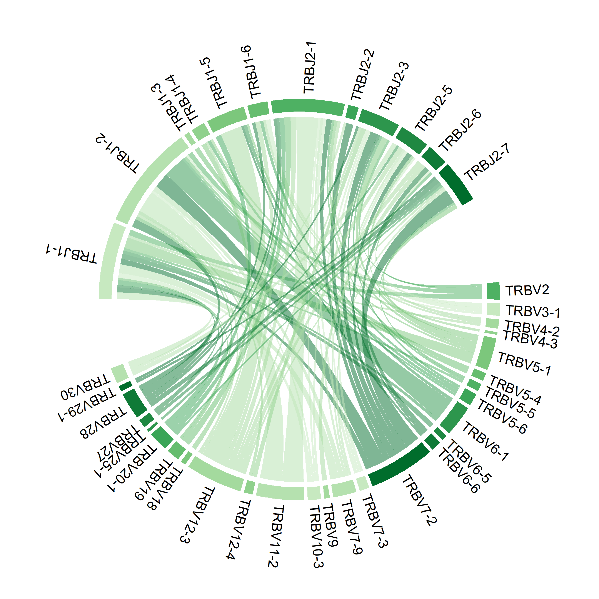 TRBJ1-1
TRBJ1-2
TRBJ1-3
TRBJ1-4
TRBJ1-5
TRBJ1-6
TRBJ2-1
TRBJ2-2
TRBJ2-3
TRBJ2-5
TRBJ2-6
TRBJ2-7
TRBV2
TRBV3-1
TRBV4-2
TRBV4-3
TRBV5-1
TRBV5-4
TRBV5-5
TRBV5-6
TRBV6-1
TRBV6-5
TRBV6-6
TRBV7-2
TRBV7-3
TRBV7-9
TRBV9
TRBV10-3
TRBV11-2
TRBV12-4
TRBV12-3
TRBV18
TRBV19
TRBV20-1
TRBV25-1
TRBV27
TRBV28
TRBV29-1
TRBV30